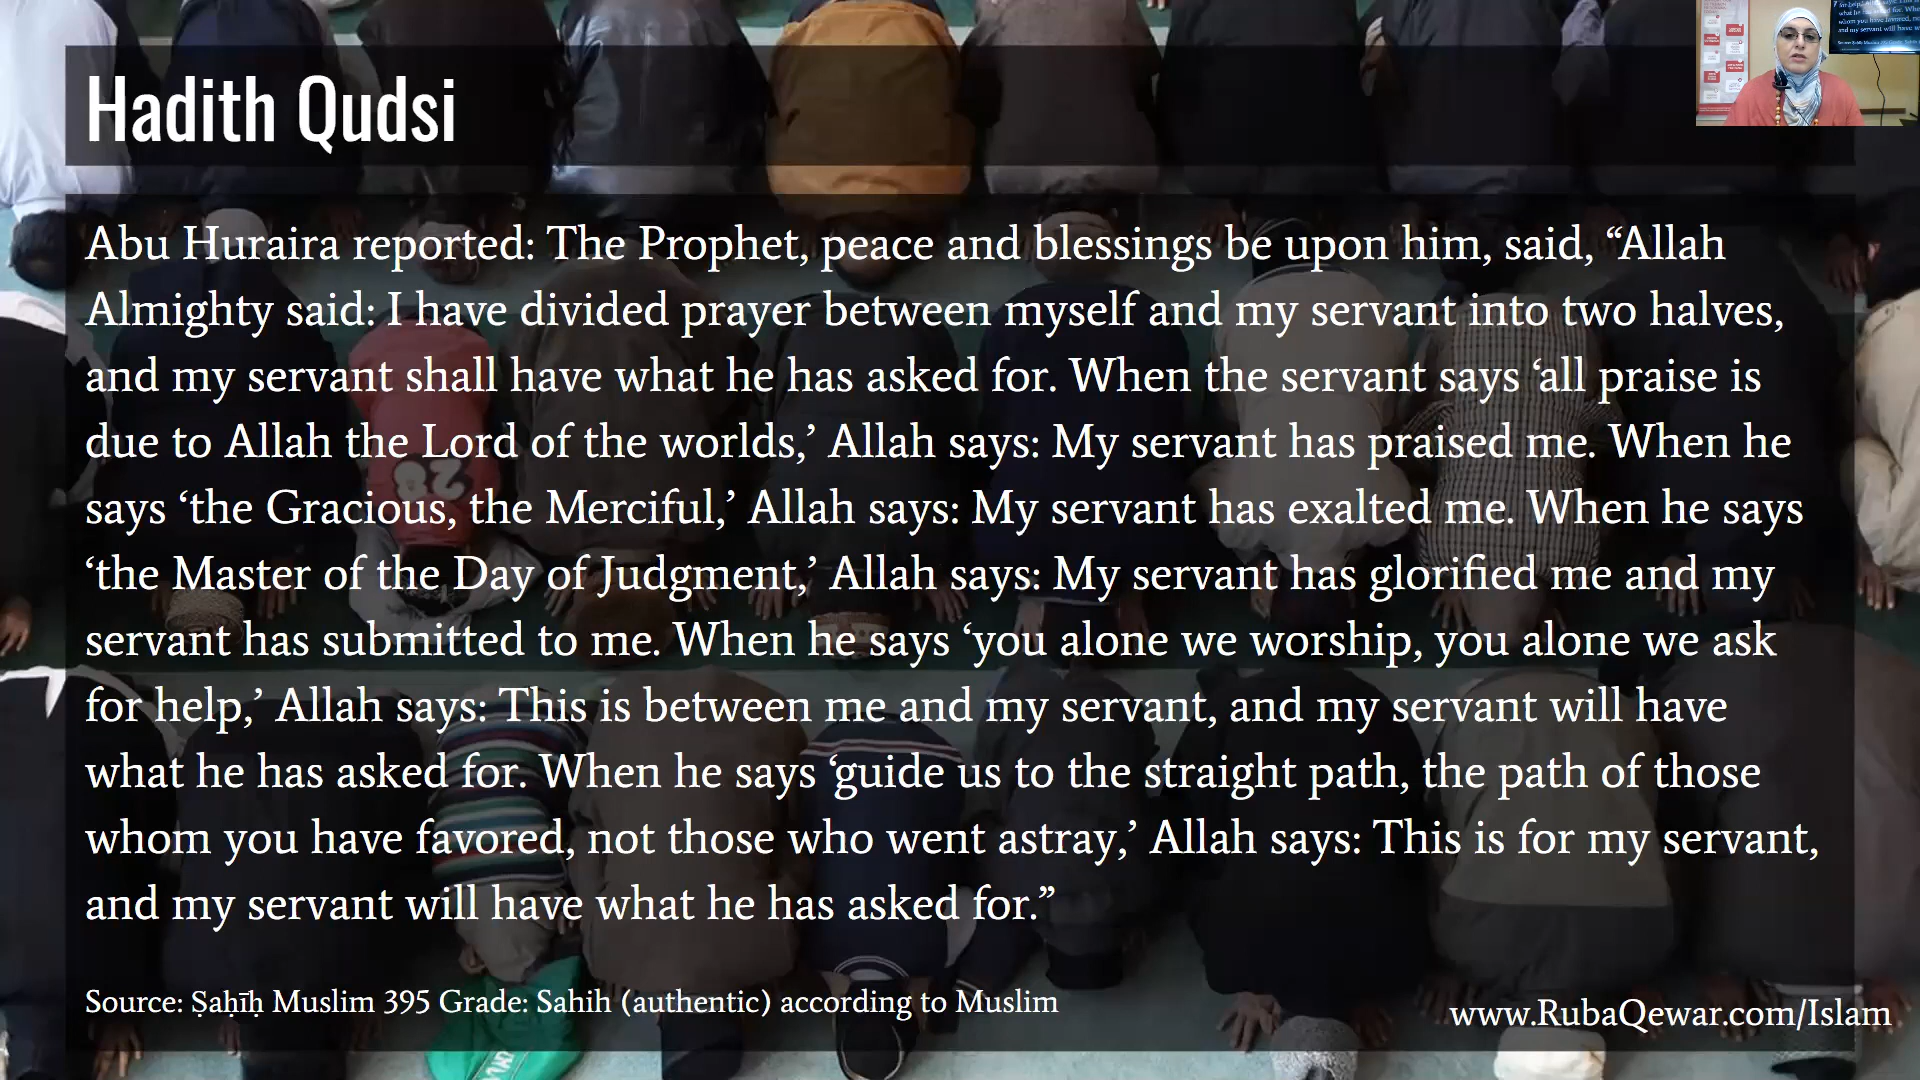 Hadith Qudsi
Abu Huraira reported: The Prophet, peace and blessings be upon him, said, “Allah
Almighty said: I have divided prayer between myself and my servant into two halves,
and my servant shall have what he has asked for. When the servant says ‘all praise is
due to Allah the Lord of the worlds,’ Allah says: My servant has praised me. When he
says ‘the Gracious, the Merciful,’ Allah says: My servant has exalted me. When he says
‘the Master of the Day of Judgment,’ Allah says: My servant has glorified me and my
servant has submitted to me. When he says ‘you alone we worship, you alone we ask
for help,’ Allah says: This is between me and my servant, and my servant will have
what he has asked for. When he says ‘guide us to the straight path, the path of those
whom you have favored, not those who went astray,’ Allah says: This is for my servant,
and my servant will have what he has asked for.”
Source: Ṣaḥīḥ Muslim 395 Grade: Sahih (authentic) according to Muslim
www.RubaQewar.com/Islam
28